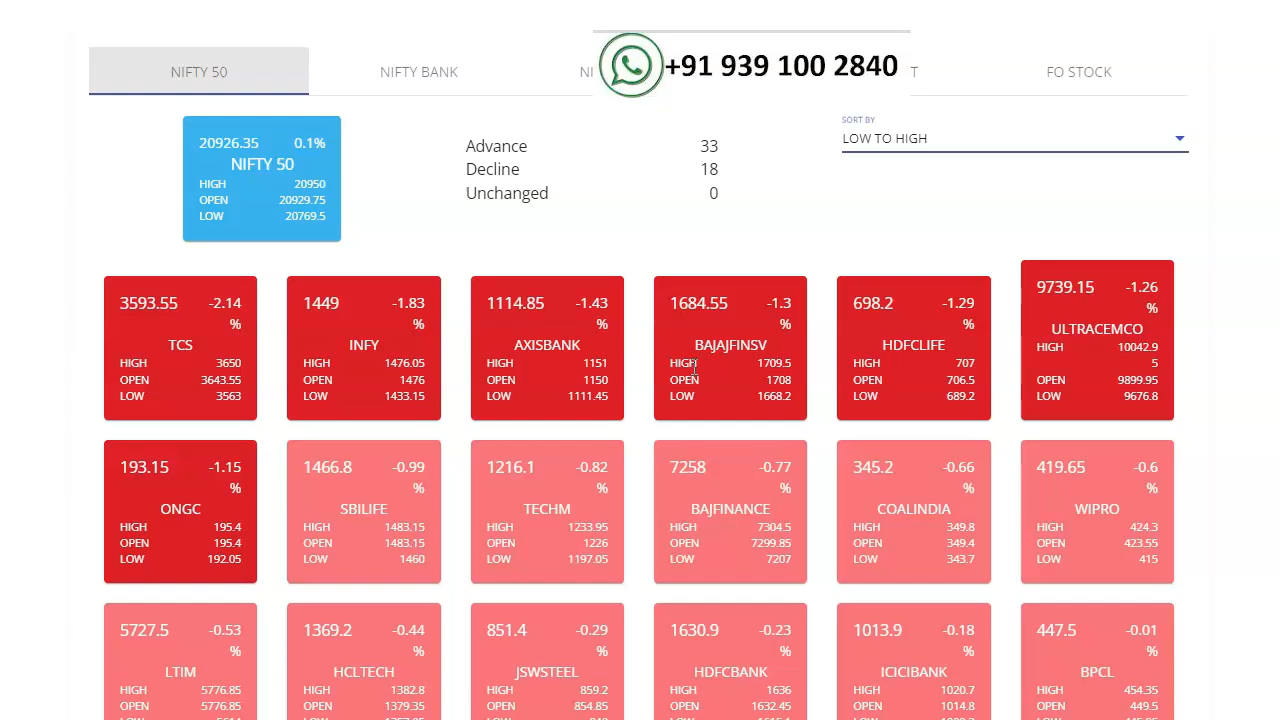 NIFTY 50 NIFTY BANK NI T FO STOCK
+91 939 100 2840
SORT BY
LOW TO HIGH
20926.35 0.1%
NIFTY 50
HIGH 20950
OPEN 20929.75
LOW 20769.5
Advance 33
Decline 18
Unchanged 0
3593.55 -2.14
%
TCS
HIGH 3650
OPEN 3643.55
LOW 3563
1449 -1.83
%
INFY
HIGH 1476.05
OPEN 1476
LOW 1433.15
1114.85 -1.43
%
AXISBANK
HIGH 1151
OPEN 1150
LOW 1111.45
1684.55 -1.3
%
BAJAJFINSV
HIGH 1709.5
OPEN 1708
LOW 1668.2
698.2 -1.29
%
HDFCLIFE
HIGH 707
OPEN 706.5
LOW 689.2
9739.15 -1.26
%
ULTRACEMCO
HIGH 10042.9
5
OPEN 9899.95
LOW 9676.8
193.15 -1.15
%
ONGC
HIGH 195.4
OPEN 195.4
LOW 192.05
1466.8 -0.99
%
SBILIFE
HIGH 1483.15
OPEN 1483.15
LOW 1460
1216.1 -0.82
%
TECHM
HIGH 1233.95
OPEN 1226
LOW 1197.05
7258 -0.77
%
BAJFINANCE
HIGH 7304.5
OPEN 7299.85
LOW 7207
345.2 -0.66
%
COALINDIA
HIGH 349.8
OPEN 349.4
LOW 343.7
419.65 -0.6
%
WIPRO
HIGH 424.3
OPEN 423.55
LOW 415
5727.5 -0.53
%
LTIM
HIGH 5776.85
OPEN 5776.85
1369.2 -0.44
%
HCLTECH
HIGH 1382.8
OPEN 1379.35
851.4 -0.29
%
JSWSTEEL
HIGH 859.2
OPEN 854.85
1630.9 -0.23
%
HDFCBANK
HIGH 1636
OPEN 1632.45
1013.9 -0.18
%
ICICIBANK
HIGH 1020.7
OPEN 1014.8
447.5 -0.01
%
BPCL
HIGH 454.35
OPEN 449.5